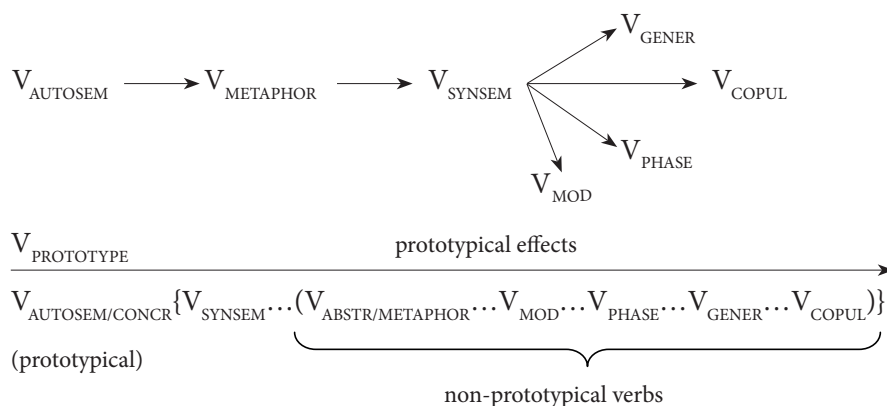 V_GENER
V_AUTOSEM V_METAPHOR V_SYNSEM V_COPUL
V_PHASE
V_MOD
V_PROTOTYPE prototypical effects
V_AUTOSEM/CONCR{V_SYNSEM…(V_ABSTR/METAPHOR…V_MOD…V_PHASE…V_GENER…V_COPUL)}
(prototypical)
non-prototypical verbs